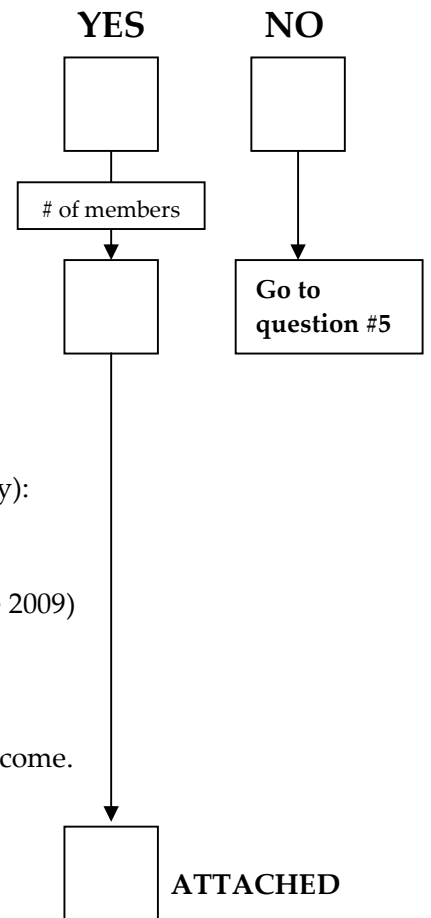 YES NO
# of members
Go to
question #5
y):
2009)
come.
ATTACHED